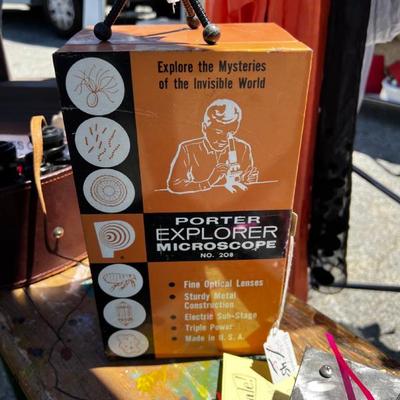 Explore the Mysteries
of the Invisible World
PORTER
EXPLORER
MICROSCOPE
NO. 208
Fine Optical Lenses
Sturdy Metal
Construction
Electric Sub-Stage
Triple Power
Made in U.S.A.